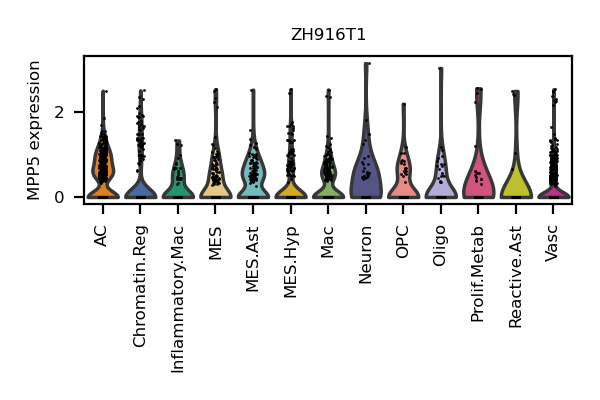 ZH916T1
MPP5 expression
2
0
AC
Chromatin.Reg
Inflammatory.Mac
MES
MES.Ast
MES.Hyp
Mac
Neuron
OPC
Oligo
Prolif.Metab
Reactive.Ast
Vasc